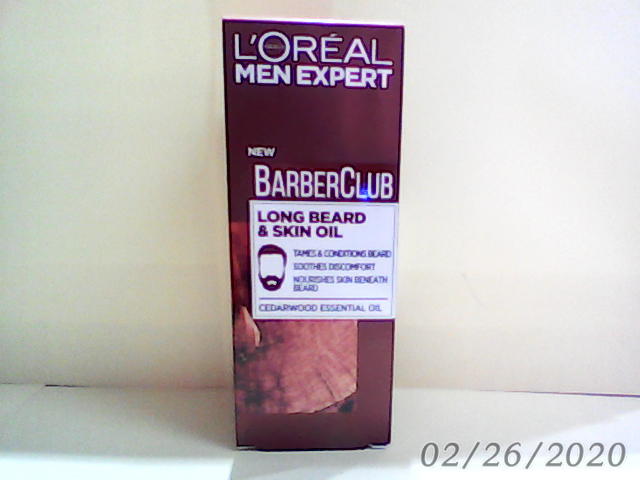 L'ORÉAL
MEN EXPERT
NEW
BARBERCLUB
LONG BEARD
& SKIN OIL
TAMES & CONDITIONS BEARD
SOOTHES DISCOMFORT
NOURISHES SKIN BENEATH
BEARD
CEDARWOOD ESSENTIAL OIL
02/26/2020